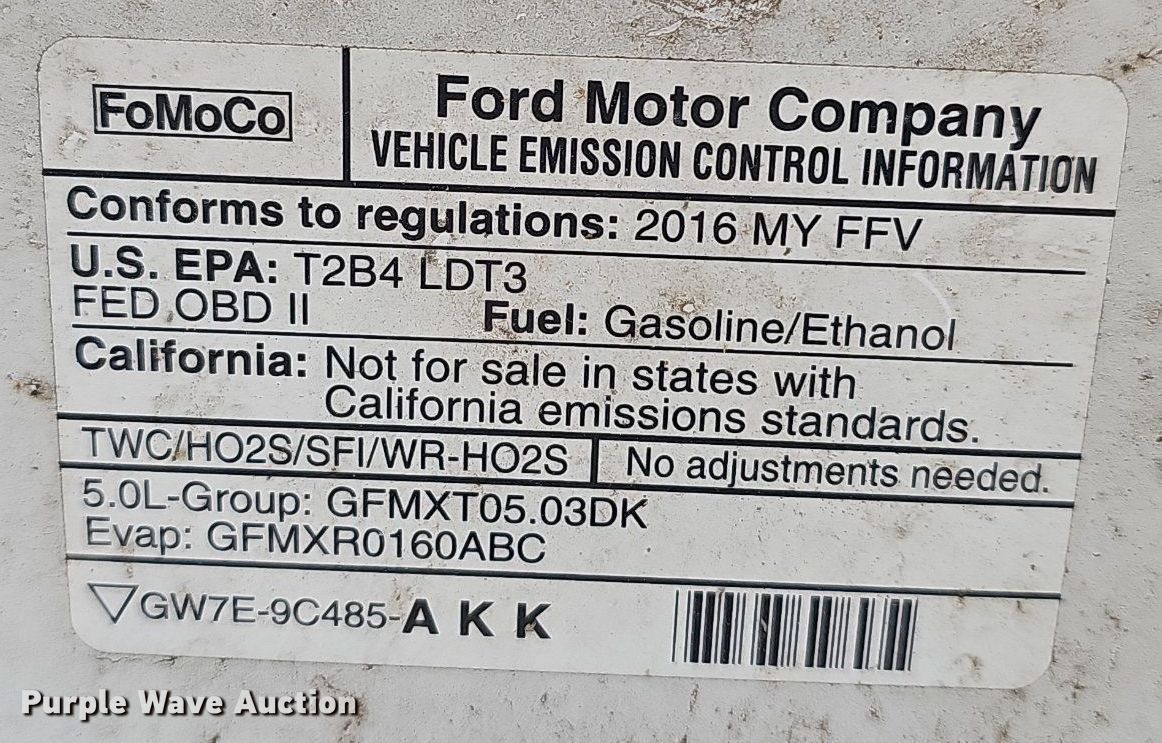 FoMoCo
Ford Motor Company
VEHICLE EMISSION CONTROL INFORMATION
Conforms to regulations: 2016 MY FFV
U.S. EPA: T2B4 LDT3
FED OBD II Fuel: Gasoline/Ethanol
California: Not for sale in states with
California emissions standards.
TWC/HO2S/SFI/WR-HO2S No adjustments needed.
5.0L-Group: GFMXT05.03DK
Evap: GFMXR0160ABC
GW7E-9C485-AKK
Purple Wave Auction